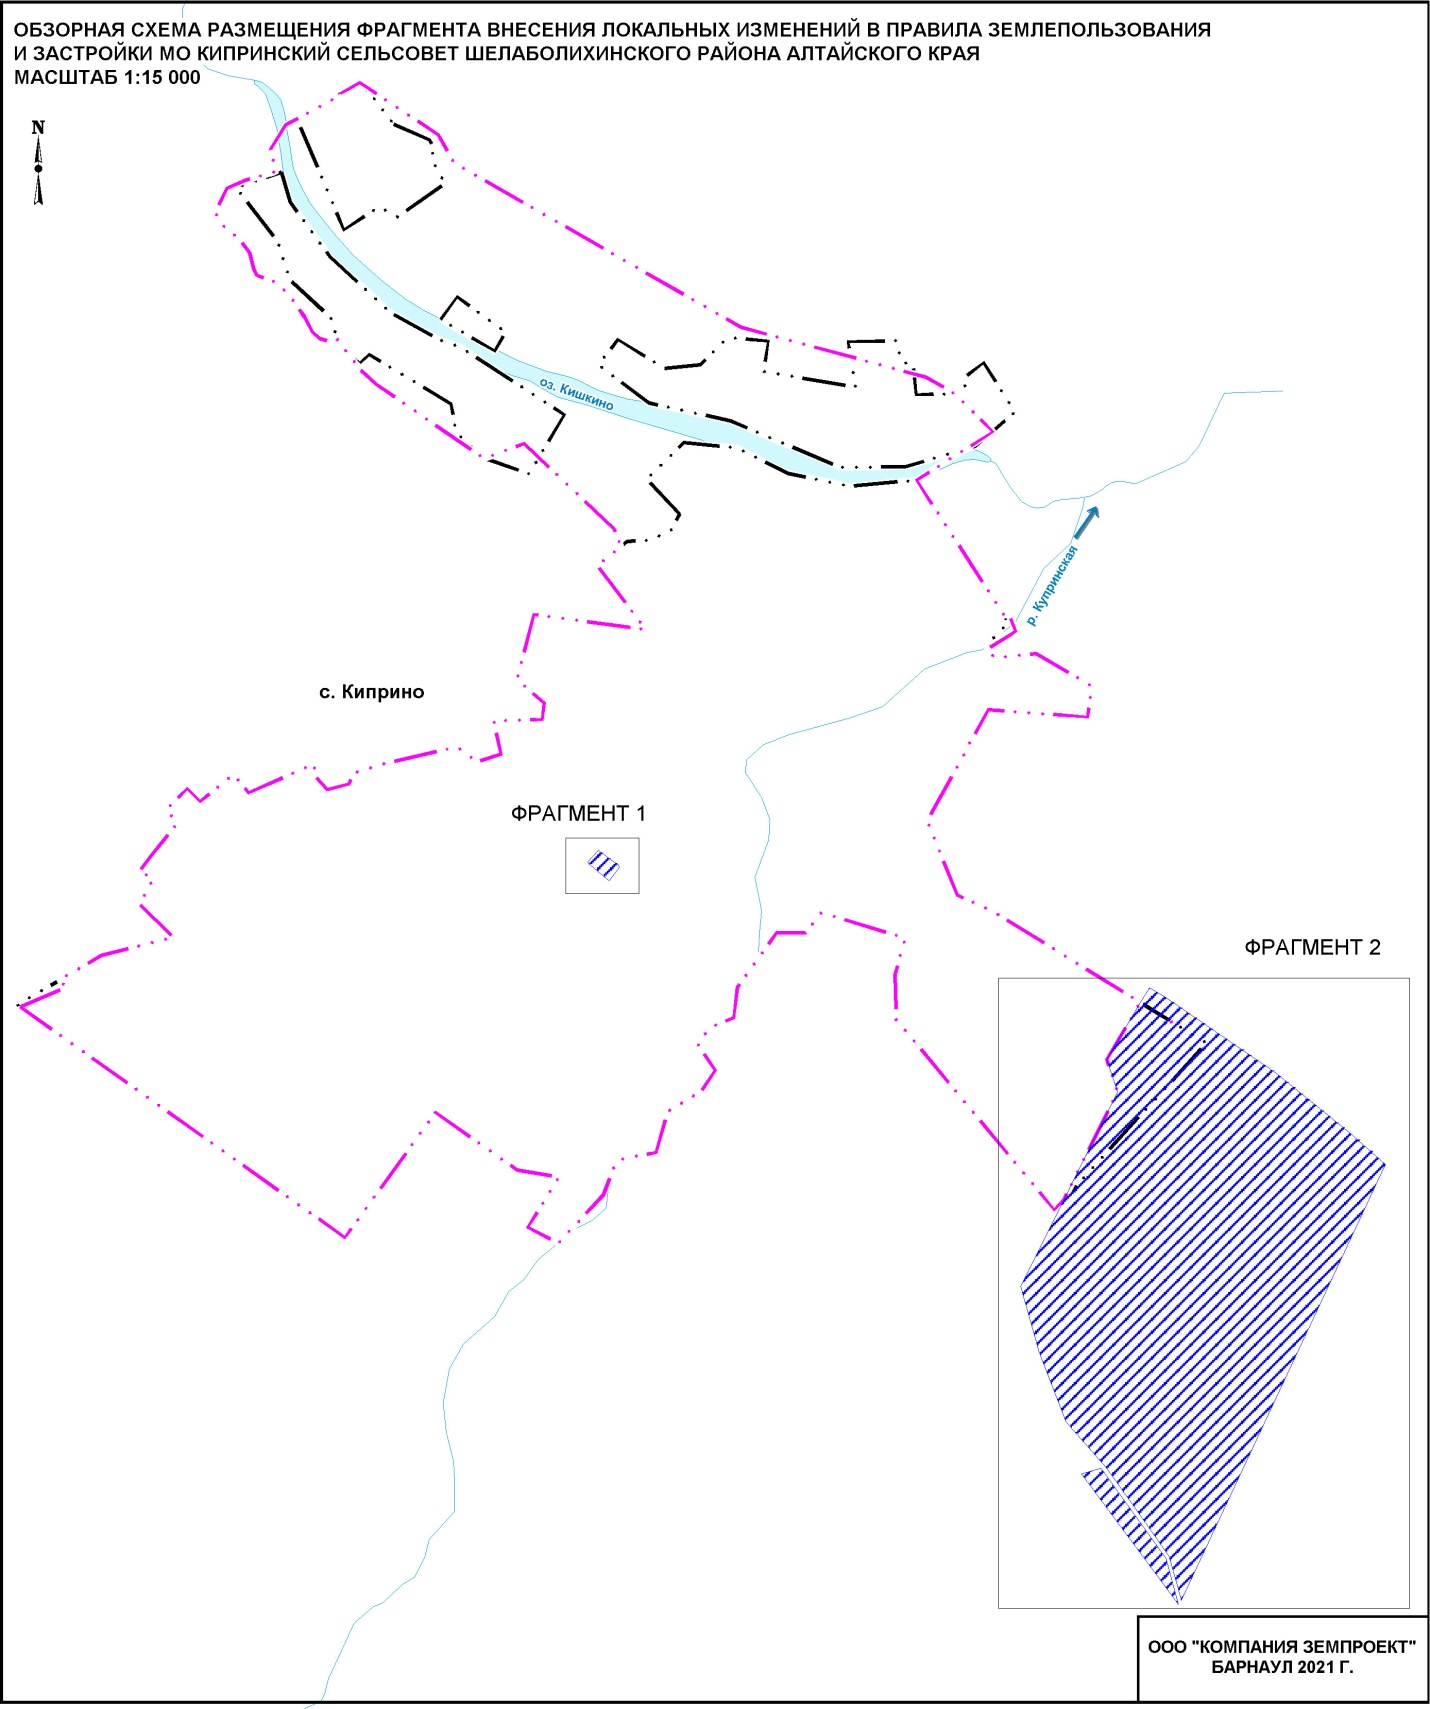 ОБЗОРНАЯ СХЕМА РАЗМЕЩЕНИЯ ФРАГМЕНТА ВНЕСЕНИЯ ЛОКАЛЬНЫХ ИЗМЕНЕНИЙ В ПРАВИЛА ЗЕМЛЕПОЛЬЗОВАНИЯ
И ЗАСТРОЙКИ МО КИПРИНСКИЙ СЕЛЬСОВЕТ ШЕЛАБОЛИХИНСКОГО РАЙОНА АЛТАЙСКОГО КРАЯ
МАСШТАБ 1:15 000
N
оз. Кишкино
р. Купринская
с. Киприно
ФРАГМЕНТ 1
ФРАГМЕНТ 2
ООО "КОМПАНИЯ ЗЕМПРОЕКТ"
БАРНАУЛ 2021 Г.